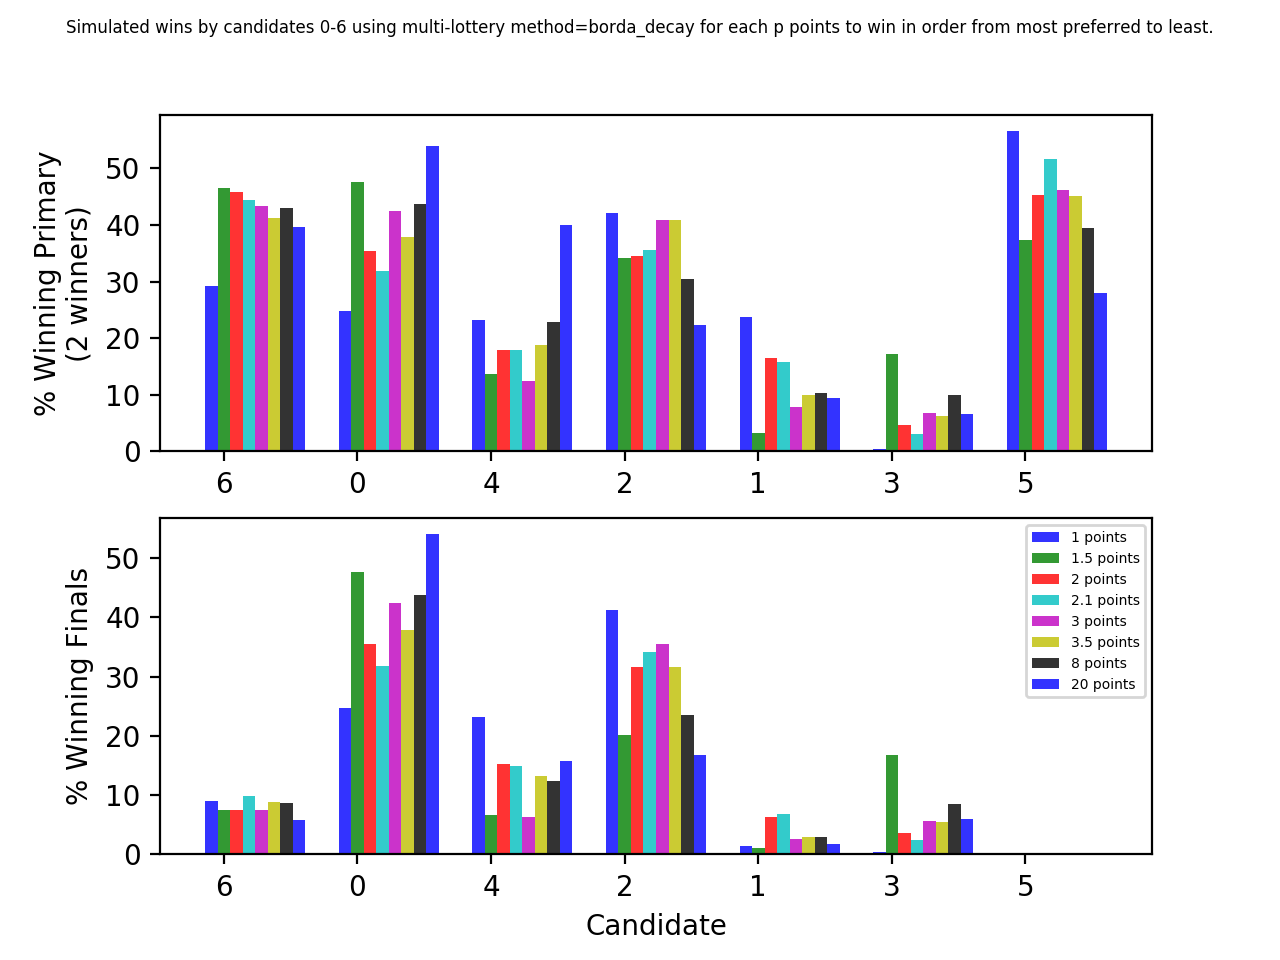 Simulated wins by candidates 0-6 using multi-lottery method=borda_decay for each p points to win in order from most preferred to least.
% Winning Primary
(2 winners)
50
40
30
20
10
0
6 0 4 2 1 3 5
% Winning Finals
50
40
30
20
10
0
1 points
1.5 points
2 points
2.1 points
3 points
3.5 points
8 points
20 points
6 0 4 2 1 3 5
Candidate